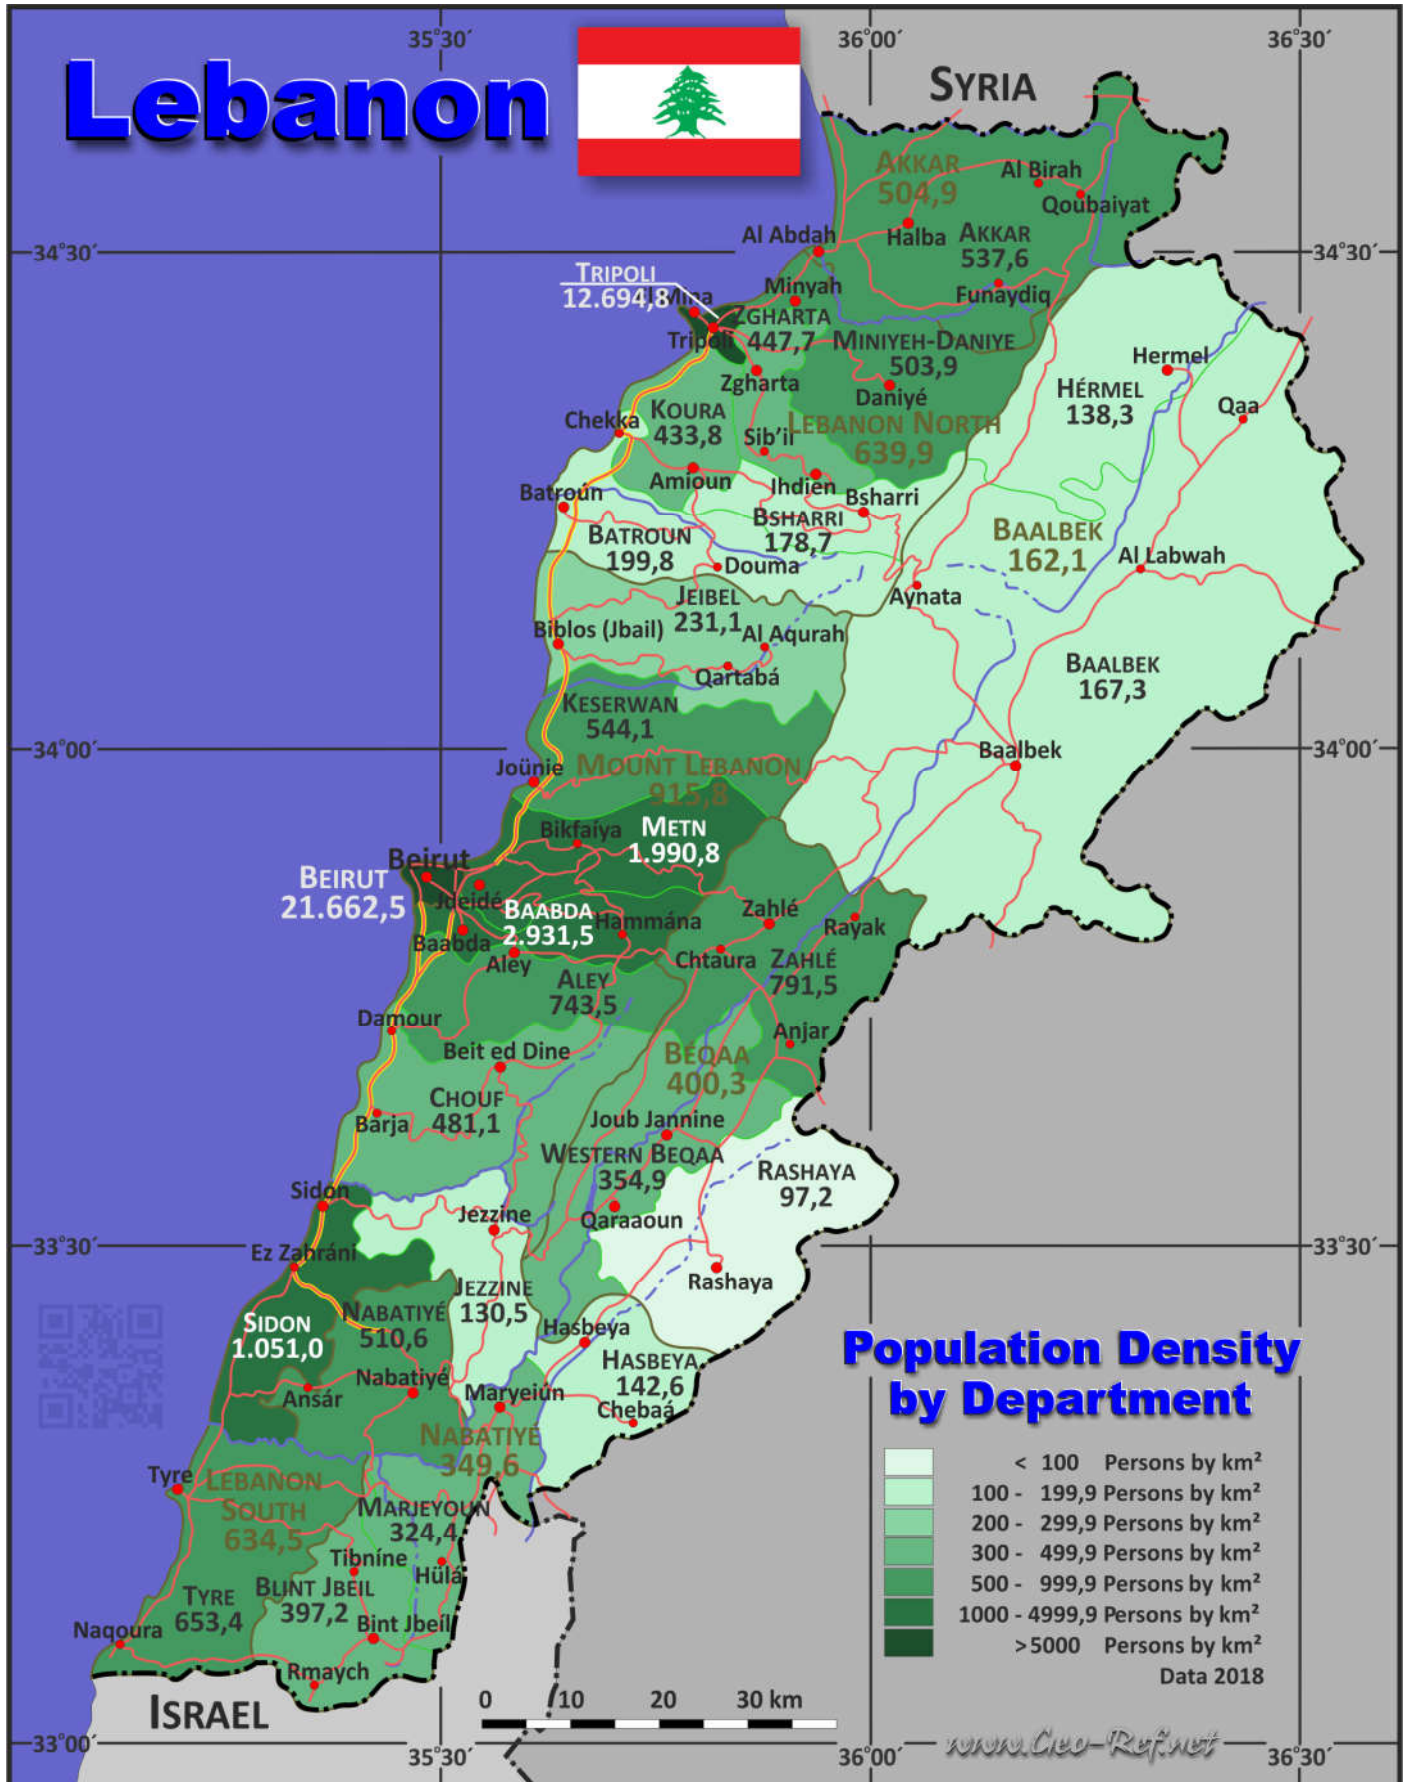 35°30´
36°00´
36°30´
Lebanon
SYRIA
AKKAR
504,9
Al Birah
Qoubaiyat
Halba
AKKAR
537,6
Al Abdah
34°30´
34°30´
TRIPOLI
12.694,8
El Mina
Minyah
Funaydiq
ZGHARTA
447,7
Tripoli
MINIYEH-DANIYE
503,9
Hermel
Zgharta
Daniyé
HÉRMEL
138,3
Qaa
KOURA
433,8
Chekka
LEBANON NORTH
639,9
Sib’il
Amioun
Ihdien
Bsharri
Batroún
BSHARRI
178,7
BATROUN
199,8
BAALBEK
162,1
Al Labwah
Douma
Aynata
JEIBEL
231,1
Biblos (Jbail)
Al Aqurah
BAALBEK
167,3
Qartabá
KESERWAN
544,1
34°00´
34°00´
Baalbek
Joünie
MOUNT LEBANON
915,8
Bikfaíya
METN
1.990,8
Beirut
BEIRUT
21.662,5
Jdeidé
BAABDA
2.931,5
Hammána
Zahlé
Rayak
Baabda
Aley
Chtaura
ZAHLÉ
791,5
ALEY
743,5
Damour
Anjar
Beit ed Dine
BEQAA
400,3
CHOUF
481,1
Barja
Joub Jannine
WESTERN BEQAA
354,9
RASHAYA
97,2
Sidon
Jezzine
Qaraaoun
Ez Zahráni
33°30´
33°30´
Rashaya
JEZZINE
130,5
NABATIYÉ
510,6
SIDON
1.051,0
Hasbeya
HASBEYA
142,6
Nabatiyé
Ansár
Maryeiún
Chebaá
NABATIYÉ
349,6
Population Density
by Department
< 100 Persons by km²
100 - 199,9 Persons by km²
200 - 299,9 Persons by km²
300 - 499,9 Persons by km²
500 - 999,9 Persons by km²
1000 - 4999,9 Persons by km²
>5000 Persons by km²
Data 2018
Tyre
LEBANON
SOUTH
634,5
MARJEYOUN
324,4
Tibníne
Hülá
BLINT JBEIL
397,2
TYRE
653,4
Naqoura
Bint Jbeíl
Rmaych
ISRAEL
0 10 20 30 km
33°00´
35°30´
36°00´
www.Geo-Ref.net
36°30´